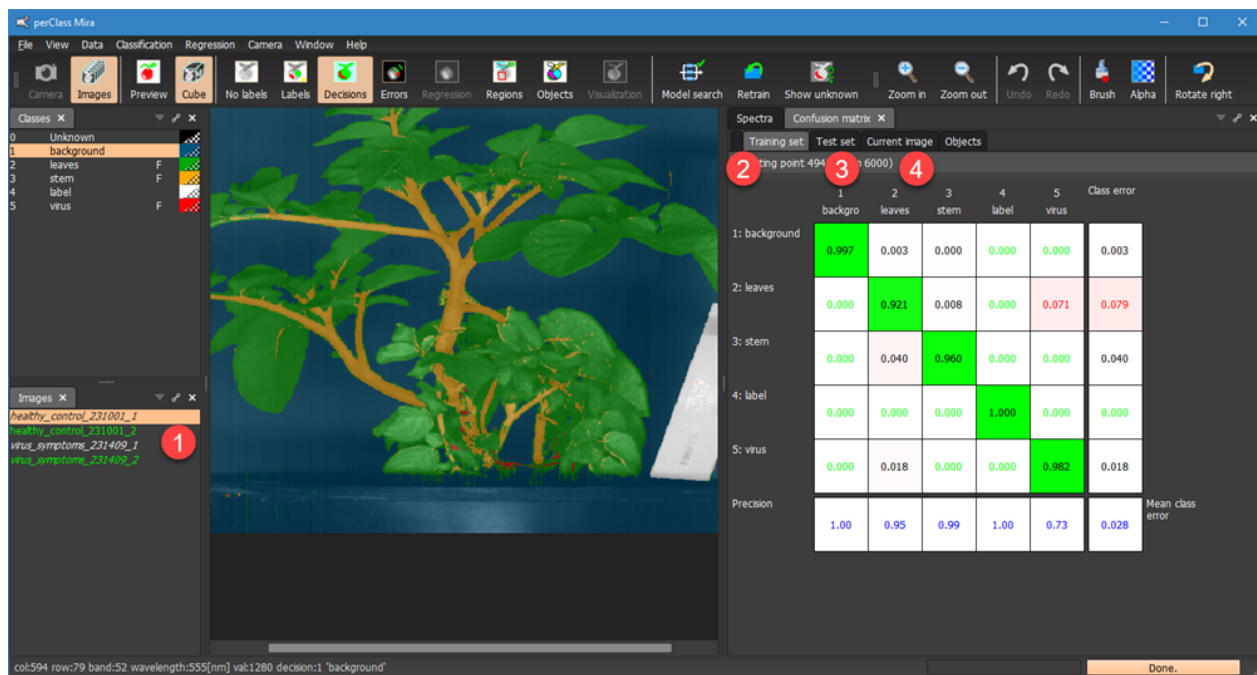 perClass Mira
File View Data Classification Regression Camera Window Help
Camera Images Preview Cube No labels Labels Decisions Errors Regression Regions Objects Visualization Model search Retrain Show unknown Zoom in Zoom out Undo Redo Brush Alpha Rotate right
Classes
0 Unknown
1 background
2 leaves F
3 stem F
4 label
5 virus F
Images
healthy_control_231001_1
healthy_control_231001_2
virus_symptoms_231409_1
virus_symptoms_231409_2
1
Spectra Confusion matrix
Training set Test set Current image Objects
2 3 4
ting point 494 6000)
1 2 3 4 5 Class error
backgro leaves stem label virus
1: background 0.997 0.003 0.000 0.000 0.000 0.003
2: leaves 0.000 0.921 0.008 0.000 0.071 0.079
3: stem 0.000 0.040 0.960 0.000 0.000 0.040
4: label 0.000 0.000 0.000 1.000 0.000 0.000
5: virus 0.000 0.018 0.000 0.000 0.982 0.018
Precision 1.00 0.95 0.99 1.00 0.73 0.028 Mean class
error
col:594 row:79 band:52 wavelength:555[nm] val:1280 decision:1 'background'
Done.